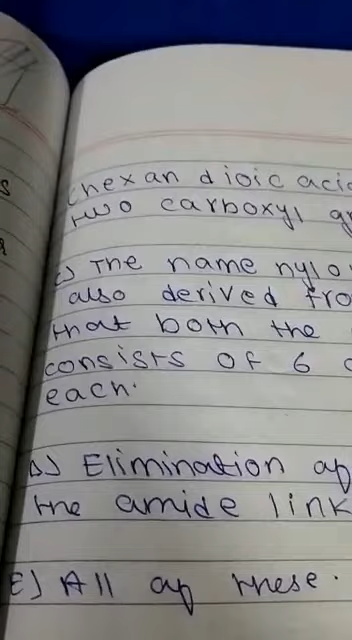 (hexan dioic acid
two carboxyl
c) The name nylo
also derived fro
that both the
consists of 6
each.
D) Elimination of
the amide link
E) All of these.